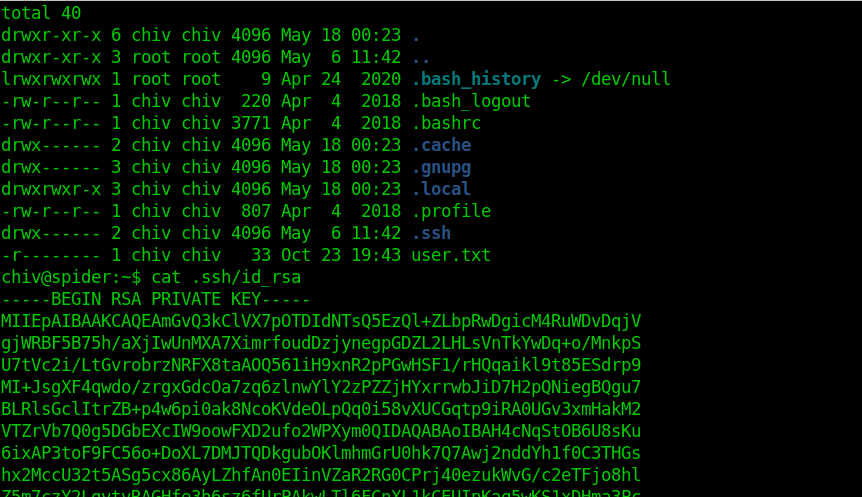 total 40
drwxr-xr-x 6 chiv chiv 4096 May 18 00:23 .
drwxr-xr-x 3 root root 4096 May  6 11:42 ..
lrwxrwxrwx 1 root root    9 Apr 24  2020 .bash_history -> /dev/null
-rw-r--r-- 1 chiv chiv  220 Apr  4  2018 .bash_logout
-rw-r--r-- 1 chiv chiv 3771 Apr  4  2018 .bashrc
drwx------ 2 chiv chiv 4096 May 18 00:23 .cache
drwx------ 3 chiv chiv 4096 May 18 00:23 .gnupg
drwxrwxr-x 3 chiv chiv 4096 May 18 00:23 .local
-rw-r--r-- 1 chiv chiv  807 Apr  4  2018 .profile
drwx------ 2 chiv chiv 4096 May  6 11:42 .ssh
-r-------- 1 chiv chiv   33 Oct 23 19:43 user.txt
chiv@spider:~$ cat .ssh/id_rsa
-----BEGIN RSA PRIVATE KEY-----
MIIEpAIBAAKCAQEAmGvQ3kClVX7pOTDIdNTsQ5EzQl+ZLbpRwDgicM4RuWDvDqjV
gjWRBF5B75h/aXjIwUnMXA7XimrfoudDzjynegpGDZL2LHLsVnTkYwDq+o/MnkpS
U7tVc2i/LtGvrobrzNRFX8taAOQ561iH9xnR2pPGwHSF1/rHQqaikl9t85ESdrp9
MI+JsgXF4qwdo/zrgxGdcOa7zq6zlnwYlY2zPZZjHYxrrwbJiD7H2pQNiegBQgu7
BLRlsGclItrZB+p4w6pi0ak8NcoKVdeOLpQq0i58vXUCGqtp9iRA0UGv3xmHakM2
VTZrVb7Q0g5DGbEXcIW9oowFXD2ufo2WPXym0QIDAQABAoIBAH4cNqStOB6U8sKu
6ixAP3toF9FC56o+DoXL7DMJTQDkgubOKlmhmGrU0hk7Q7Awj2nddYh1f0C3THGs
hx2MccU32t5ASg5cx86AyLZhfAn0EIinVZaR2RG0CPrj40ezukWvG/c2eTFjo8hl